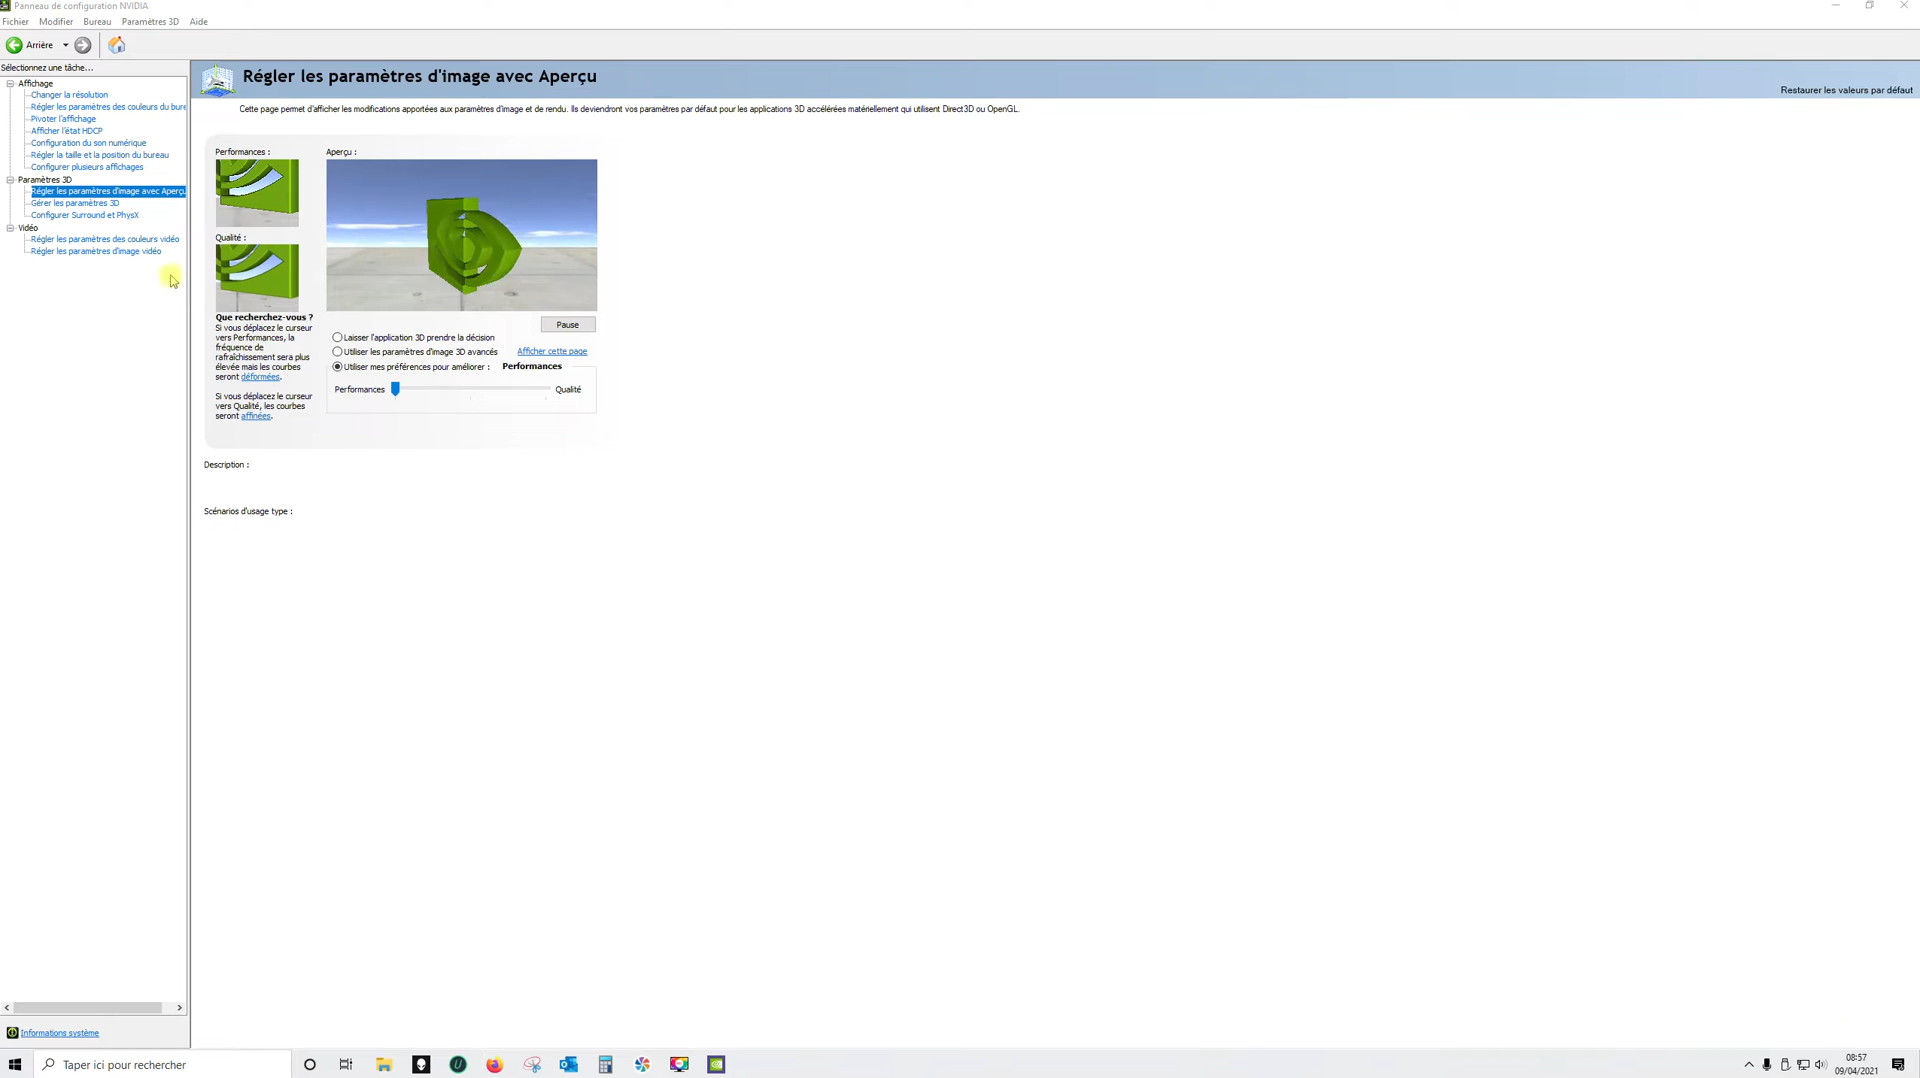 Panneau de configuration NVIDIA
Fichier Modifier Bureau Paramètres 3D Aide
Arrière
Sélectionnez une tâche...
Affichage
Changer la résolution
Régler les paramètres des couleurs du bure
Pivoter l'affichage
Afficher l'état HDCP
Configuration du son numérique
Régler la taille et la position du bureau
Configurer plusieurs affichages
Paramètres 3D
Régler les paramètres d'image avec Aperçu
Gérer les paramètres 3D
Configurer Surround et PhysX
Vidéo
Régler les paramètres des couleurs vidéo
Régler les paramètres d'image vidéo
Informations système
Régler les paramètres d'image avec Aperçu
Restaurer les valeurs par défaut
Cette page permet d'afficher les modifications apportées aux paramètres d'image et de rendu. Ils deviendront vos paramètres par défaut pour les applications 3D accélérées matériellement qui utilisent Direct3D ou OpenGL.
Performances :
Qualité :
Que recherchez-vous ?
Si vous déplacez le curseur
vers Performances, la
fréquence de
rafraîchissement sera plus
élevée mais les courbes
seront déformées.
Si vous déplacez le curseur
vers Qualité, les courbes
seront affinées.
Aperçu :
Pause
Laisser l'application 3D prendre la décision
Utiliser les paramètres d'image 3D avancés Afficher cette page
Utiliser mes préférences pour améliorer : Performances
Performances Qualité
Description :
Scénarios d'usage type :
Taper ici pour rechercher
08:57
09/04/2021